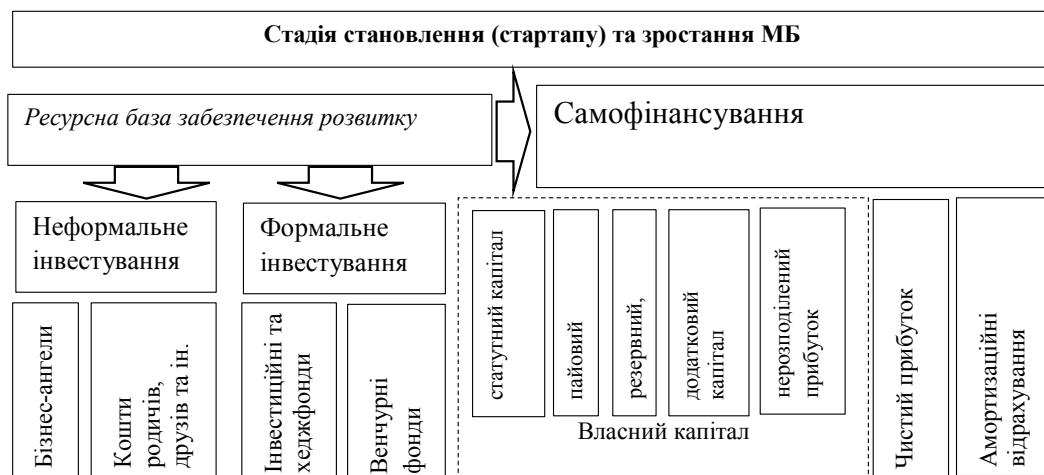 Стадія становлення (стартапу) та зростання МБ
Ресурсна база забезпечення розвитку
Самофінансування
Неформальне
інвестування
Формальне
інвестування
Бізнес-ангели
Кошти
родичів,
друзів та ін.
Інвестиційні та
хеджфонди
Венчурні
фонди
статутний капітал
пайовий
резервний,
додатковий
капітал
нерозподілений
прибуток
Власний капітал
Чистий прибуток
Амортизаційні
відрахування